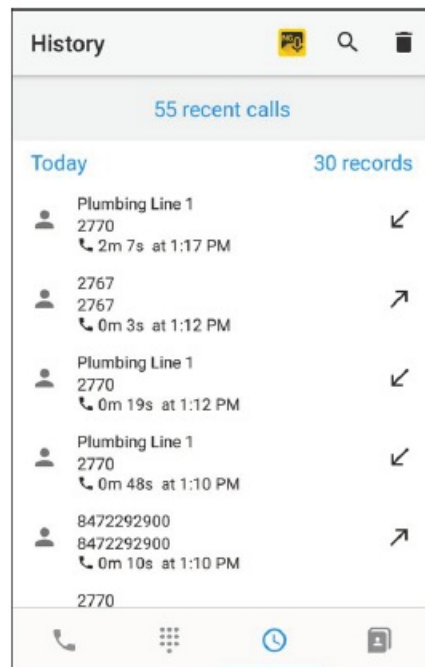 History
55 recent calls
Today 30 records
Plumbing Line 1
2770
2m 7s at 1:17 PM
2767
2767
0m 3s at 1:12 PM
Plumbing Line 1
2770
0m 19s at 1:12 PM
Plumbing Line 1
2770
0m 48s at 1:10 PM
8472292900
8472292900
0m 10s at 1:10 PM
2770